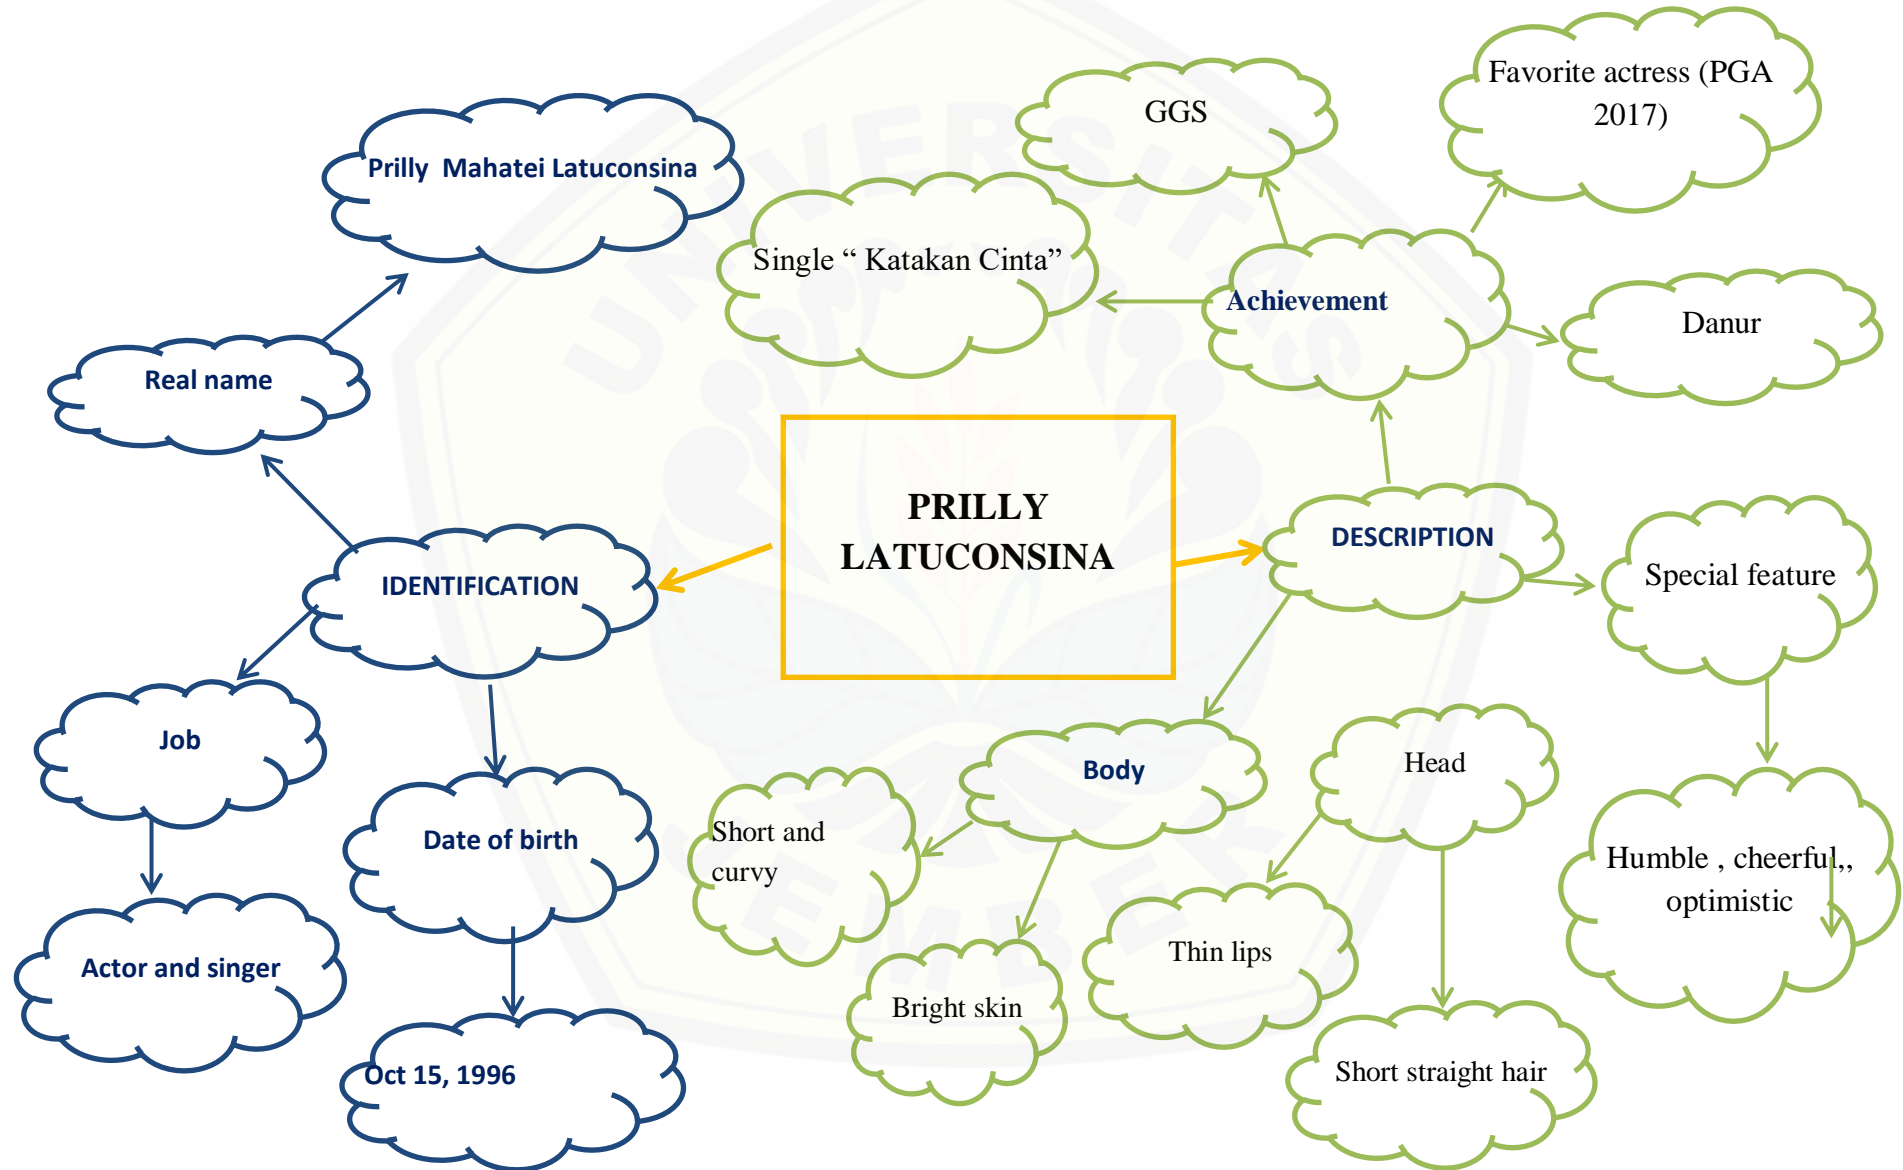 Favorite actress (PGA
2017)
GGS
Prilly Mahatei Latuconsina
Single “ Katakan Cinta”
Achievement
Danur
Real name
PRILLY
LATUCONSINA
DESCRIPTION
IDENTIFICATION
Special feature
Job
Body
Head
Date of birth
Short and
curvy
Humble , cheerful,,
optimistic
Actor and singer
Thin lips
Bright skin
Oct 15, 1996
Short straight hair
UNIVERSITAS
JEMBER